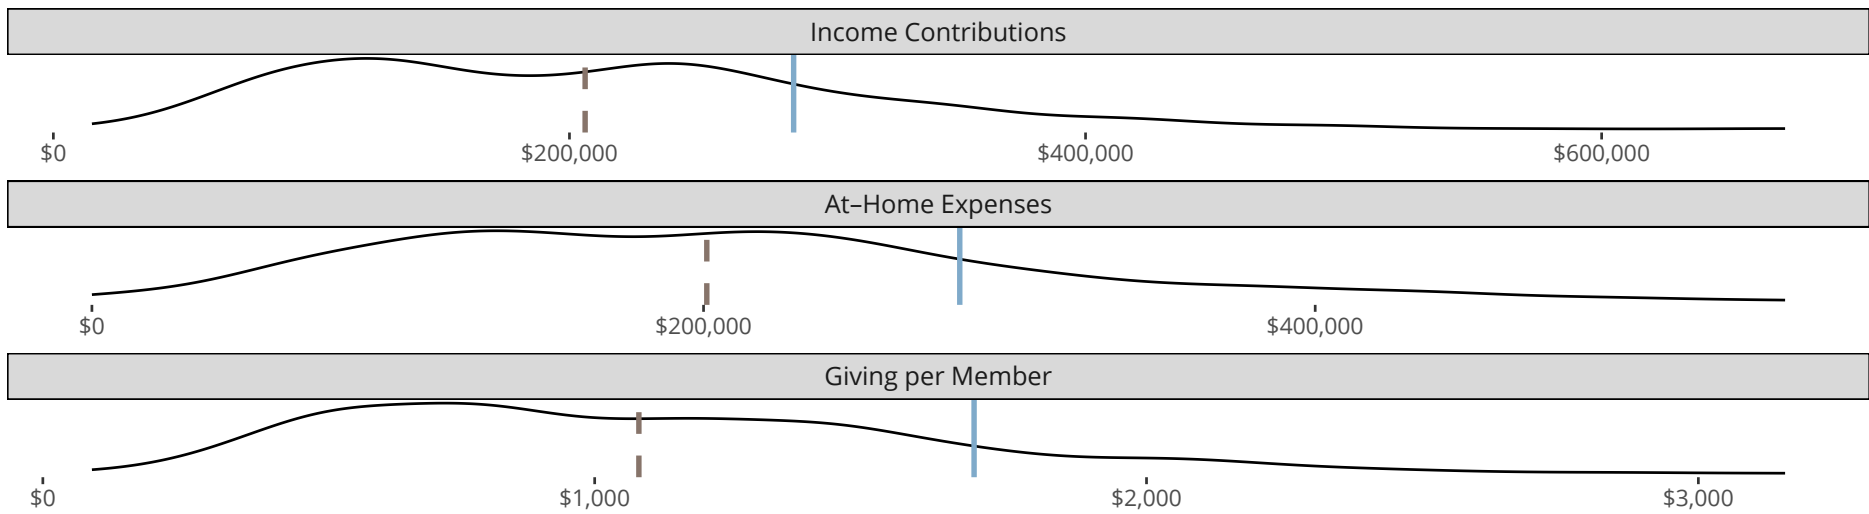 Income Contributions
$0 $200,000 $400,000 $600,000
At–Home Expenses
$0 $200,000 $400,000
Giving per Member
$0 $1,000 $2,000 $3,000